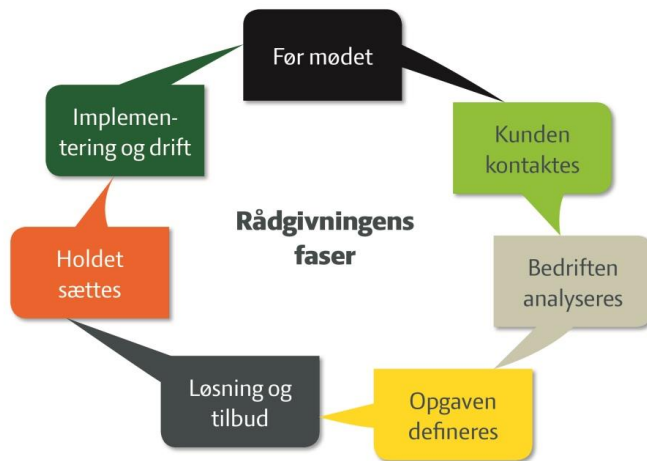 Før mødet
Kunden
kontaktes
Bedriften
analyseres
Opgaven
defineres
Løsning og
tilbud
Holdet
sættes
Implemen-
tering og drift
Rådgivningens
faser